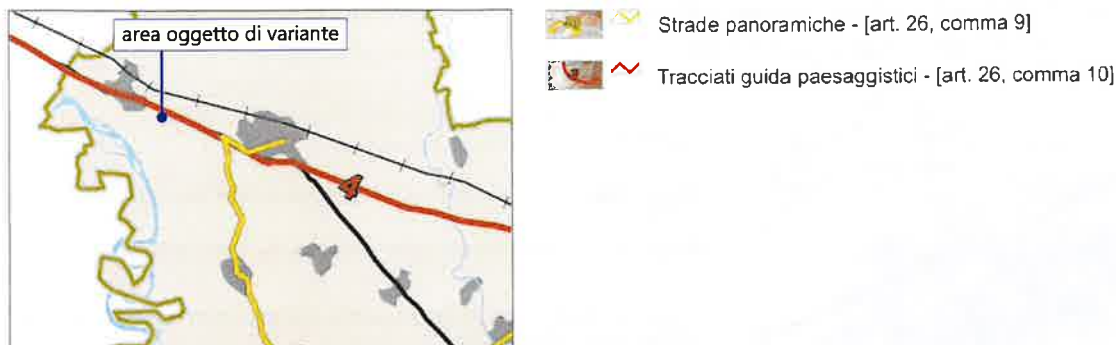 area oggetto di variante
Strade panoramiche - [art. 26, comma 9]
Tracciati guida paesaggistici - [art. 26, comma 10]
4